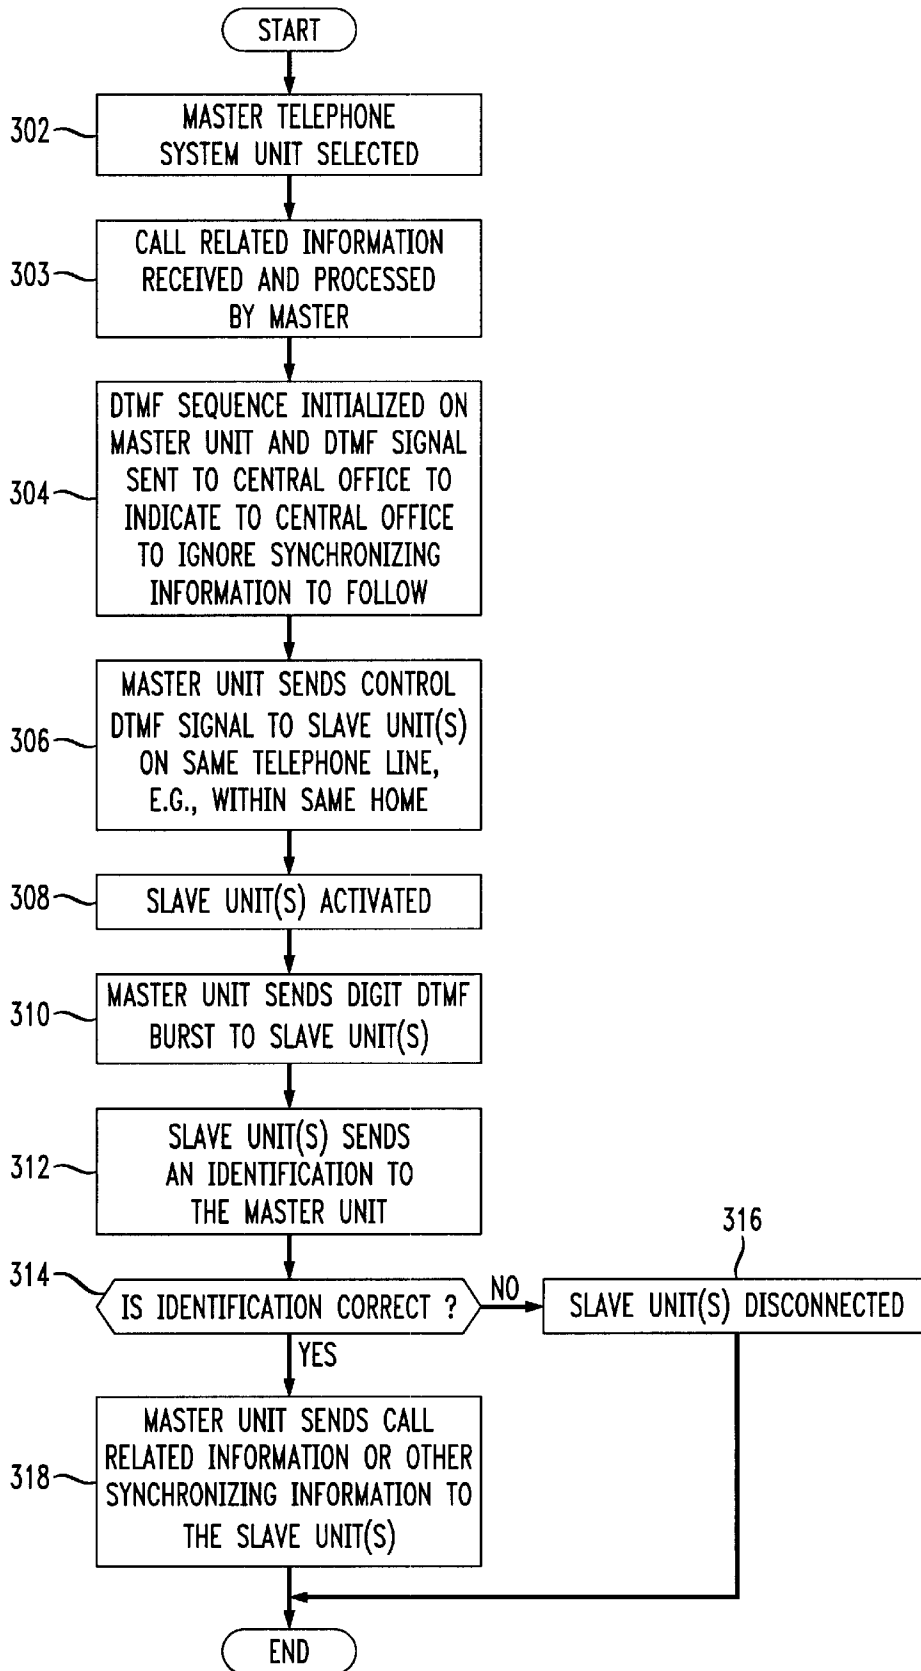 START
302
MASTER TELEPHONE
SYSTEM UNIT SELECTED
303
CALL RELATED INFORMATION
RECEIVED AND PROCESSED
BY MASTER
304
DTMF SEQUENCE INITIALIZED ON
MASTER UNIT AND DTMF SIGNAL
SENT TO CENTRAL OFFICE TO
INDICATE TO CENTRAL OFFICE
TO IGNORE SYNCHRONIZING
INFORMATION TO FOLLOW
306
MASTER UNIT SENDS CONTROL
DTMF SIGNAL TO SLAVE UNIT(S)
ON SAME TELEPHONE LINE,
E.G., WITHIN SAME HOME
308
SLAVE UNIT(S) ACTIVATED
310
MASTER UNIT SENDS DIGIT DTMF
BURST TO SLAVE UNIT(S)
312
SLAVE UNIT(S) SENDS
AN IDENTIFICATION TO
THE MASTER UNIT
314
IS IDENTIFICATION CORRECT ?
NO
316
SLAVE UNIT(S) DISCONNECTED
YES
318
MASTER UNIT SENDS CALL
RELATED INFORMATION OR OTHER
SYNCHRONIZING INFORMATION TO
THE SLAVE UNIT(S)
END